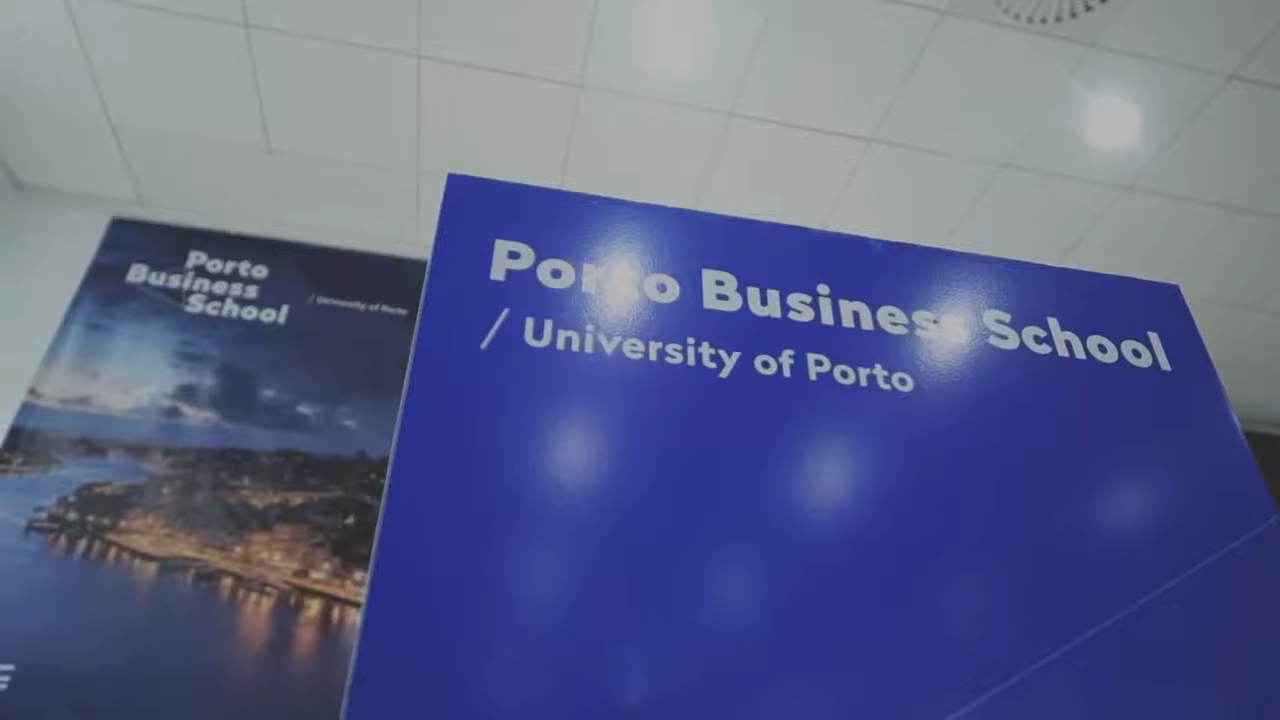 Porto
Business
School
/ University of Porto
Porto Business School
/ University of Porto